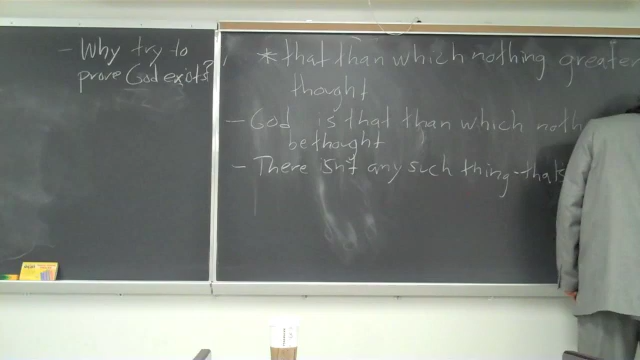 - Why try to
prove God exists?
* that than which nothing greater
thought
- God is that than which noth
be thought
- There isn't any such thing-thats